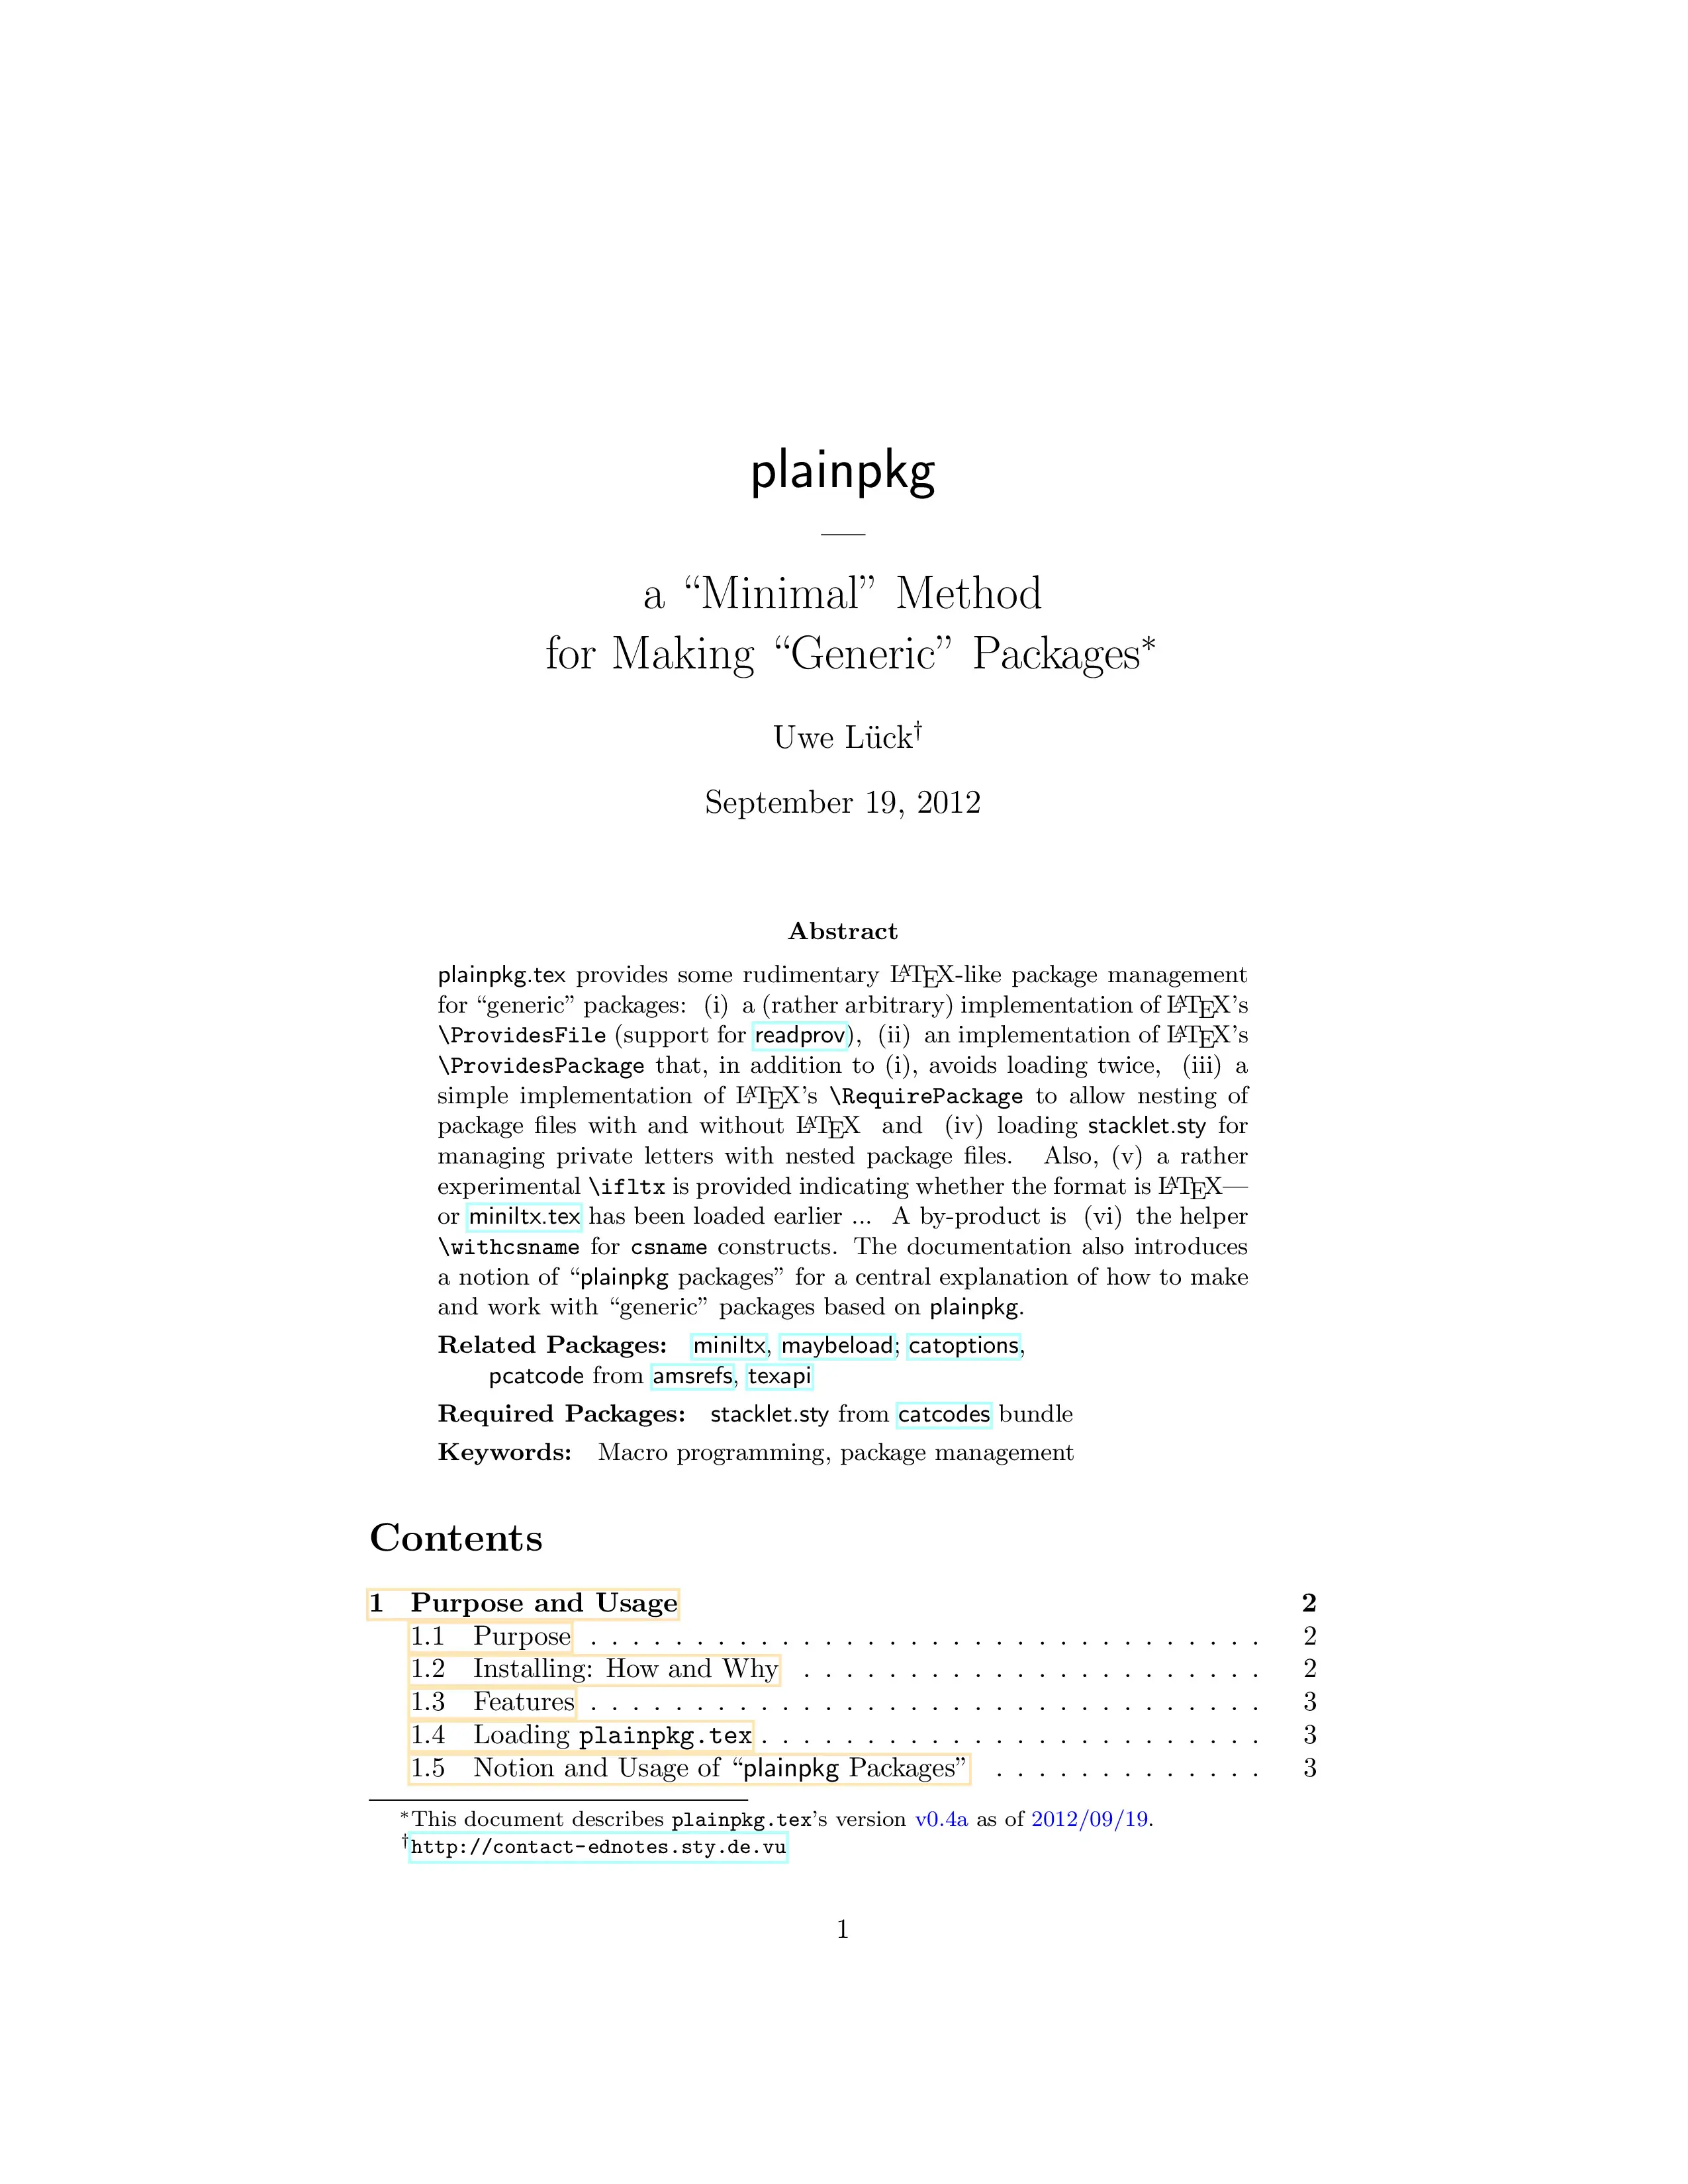 plainpkg
—
a “Minimal” Method
for Making “Generic” Packages*
Uwe Lück†
September 19, 2012
Abstract
plainpkg.tex provides some rudimentary LATEX-like package management
for “generic” packages: (i) a (rather arbitrary) implementation of LATEX’s
\ProvidesFile (support for readprov), (ii) an implementation of LATEX’s
\ProvidesPackage that, in addition to (i), avoids loading twice, (iii) a
simple implementation of LATEX’s \RequirePackage to allow nesting of
package files with and without LATEX and (iv) loading stacklet.sty for
managing private letters with nested package files. Also, (v) a rather
experimental \ifltx is provided indicating whether the format is LATEX—
or miniltx.tex has been loaded earlier ... A by-product is (vi) the helper
\withcsname for csname constructs. The documentation also introduces
a notion of “plainpkg packages” for a central explanation of how to make
and work with “generic” packages based on plainpkg.
Related Packages: miniltx, maybeload; catoptions,
pcatcode from amsrefs, texapi
Required Packages: stacklet.sty from catcodes bundle
Keywords: Macro programming, package management
Contents
1 Purpose and Usage 2
1.1 Purpose . . . . . . . . . . . . . . . . . . . . . . . . . . . . . . . . 2
1.2 Installing: How and Why . . . . . . . . . . . . . . . . . . . . . . 2
1.3 Features . . . . . . . . . . . . . . . . . . . . . . . . . . . . . . . . 3
1.4 Loading plainpkg.tex . . . . . . . . . . . . . . . . . . . . . . . . 3
1.5 Notion and Usage of “plainpkg Packages” . . . . . . . . . . . . . 3
*This document describes plainpkg.tex’s version v0.4a as of 2012/09/19.
†http://contact-ednotes.sty.de.vu
1